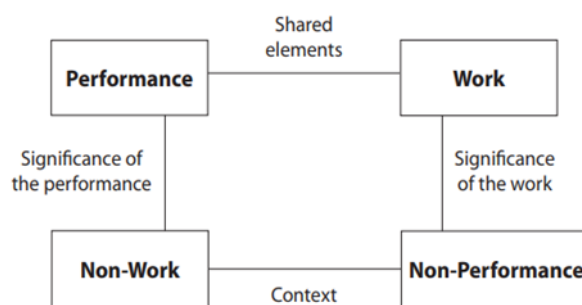 Shared
elements
Performance
Work
Significance of
the performance
Significance
of the work
Non-Work
Non-Performance
Context